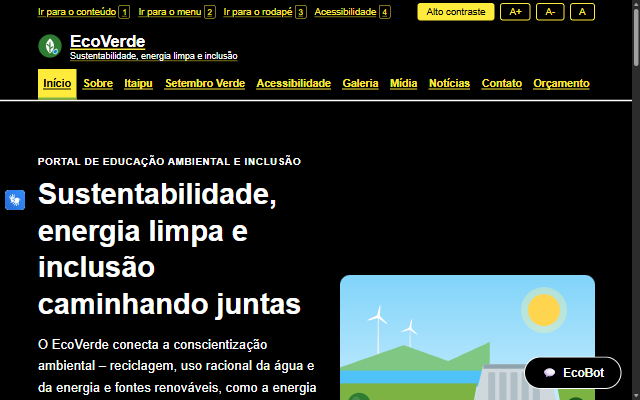 Ir para o conteúdo 1 Ir para o menu 2 Ir para o rodapé 3 Acessibilidade 4 Alto contraste A+ A- A
EcoVerde
Sustentabilidade, energia limpa e inclusão
Início Sobre Itaipu Setembro Verde Acessibilidade Galeria Mídia Notícias Contato Orçamento
PORTAL DE EDUCAÇÃO AMBIENTAL E INCLUSÃO
Sustentabilidade,
energia limpa e
inclusão
caminhando juntas
O EcoVerde conecta a conscientização
ambiental – reciclagem, uso racional da água e
da energia e fontes renováveis, como a energia
EcoBot